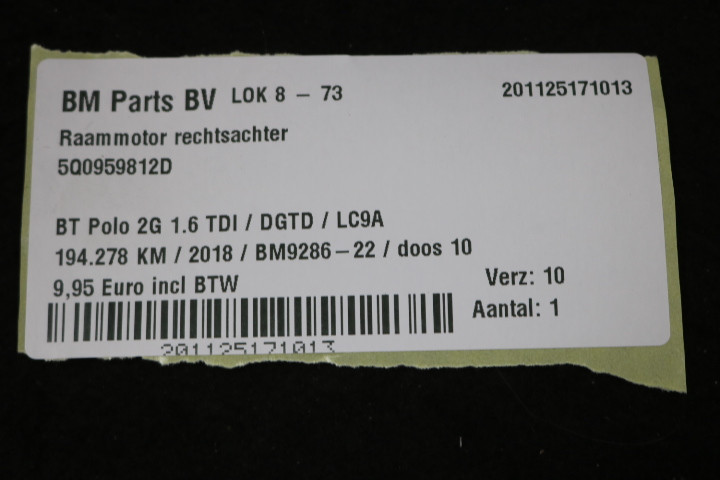 BM Parts BV LOK 8 - 73 201125171013
Raammotor rechtsachter
5Q0959812D
BT Polo 2G 1.6 TDI / DGTD / LC9A
194.278 KM / 2018 / BM9286-22 / doos 10
9,95 Euro incl BTW Verz: 10
Aantal: 1
201125171013